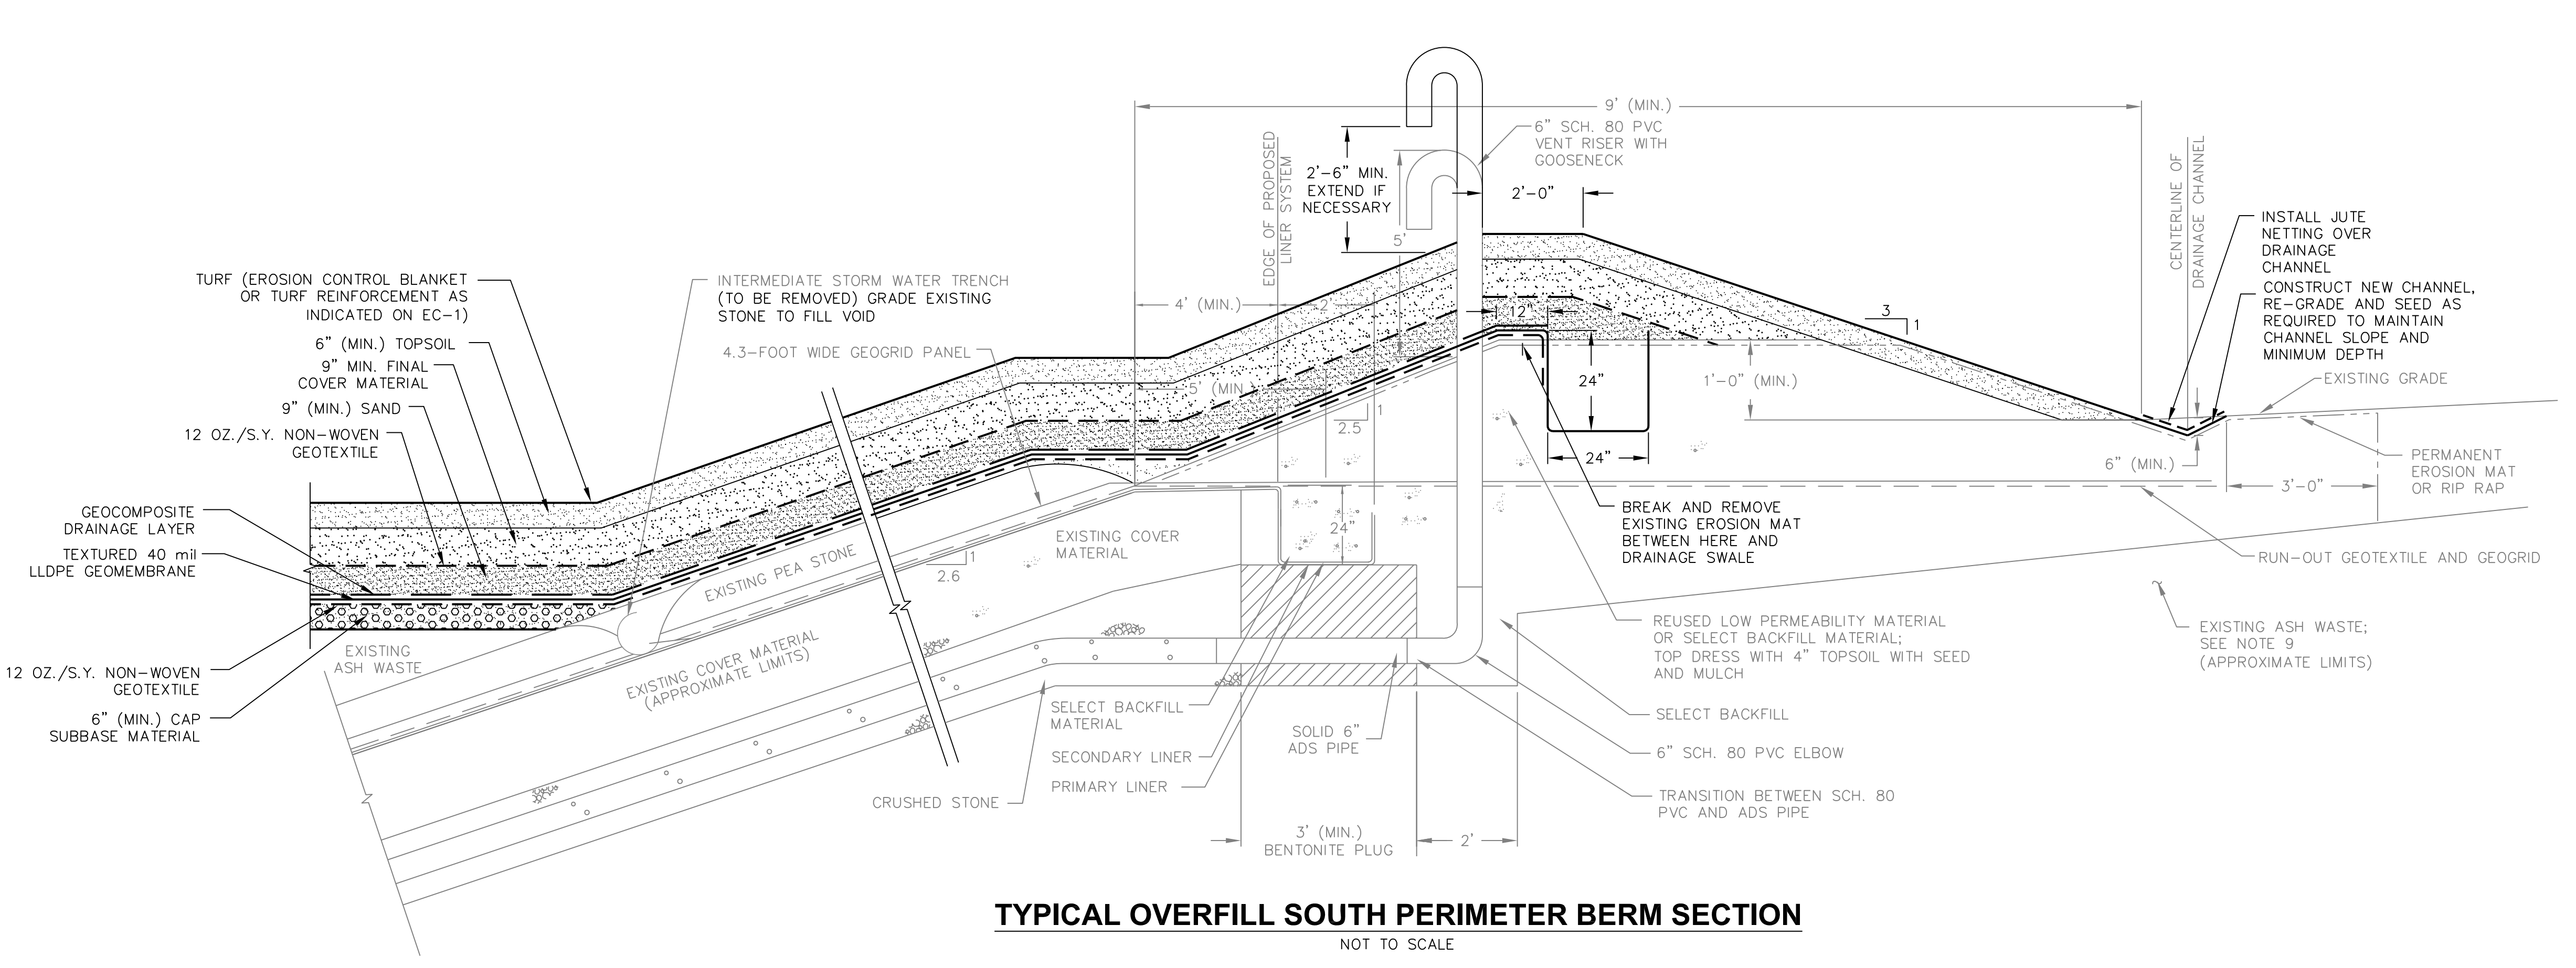 9' (MIN.)
6" SCH. 80 PVC
VENT RISER WITH
GOOSENECK
EDGE OF PROPOSED
LINER SYSTEM
2'-6" MIN.
EXTEND IF
NECESSARY
2'-0"
5'
CENTERLINE OF
DRAINAGE CHANNEL
INSTALL JUTE
NETTING OVER
DRAINAGE
CHANNEL
CONSTRUCT NEW CHANNEL,
RE-GRADE AND SEED AS
REQUIRED TO MAINTAIN
CHANNEL SLOPE AND
MINIMUM DEPTH
EXISTING GRADE
TURF (EROSION CONTROL BLANKET
OR TURF REINFORCEMENT AS
INDICATED ON EC-1)
6" (MIN.) TOPSOIL
9" MIN. FINAL
COVER MATERIAL
9" (MIN.) SAND
12 OZ./S.Y. NON-WOVEN
GEOTEXTILE
GEOCOMPOSITE
DRAINAGE LAYER
TEXTURED 40 mil
LLDPE GEOMEMBRANE
12 OZ./S.Y. NON-WOVEN
GEOTEXTILE
6" (MIN.) CAP
SUBBASE MATERIAL
INTERMEDIATE STORM WATER TRENCH
(TO BE REMOVED) GRADE EXISTING
STONE TO FILL VOID
4.3-FOOT WIDE GEOGRID PANEL
4' (MIN.)
2'
5' (MIN.)
12"
3
1
1'-0" (MIN.)
24"
24"
1
2.5
24"
6" (MIN.)
3'-0"
PERMANENT
EROSION MAT
OR RIP RAP
BREAK AND REMOVE
EXISTING EROSION MAT
BETWEEN HERE AND
DRAINAGE SWALE
RUN-OUT GEOTEXTILE AND GEOGRID
EXISTING COVER
MATERIAL
1
2.6
EXISTING PEA STONE
EXISTING
ASH WASTE
EXISTING COVER MATERIAL
(APPROXIMATE LIMITS)
REUSED LOW PERMEABILITY MATERIAL
OR SELECT BACKFILL MATERIAL;
TOP DRESS WITH 4" TOPSOIL WITH SEED
AND MULCH
EXISTING ASH WASTE;
SEE NOTE 9
(APPROXIMATE LIMITS)
SELECT BACKFILL
MATERIAL
SECONDARY LINER
PRIMARY LINER
CRUSHED STONE
SOLID 6"
ADS PIPE
SELECT BACKFILL
6" SCH. 80 PVC ELBOW
TRANSITION BETWEEN SCH. 80
PVC AND ADS PIPE
3' (MIN.)
BENTONITE PLUG
2'
TYPICAL OVERFILL SOUTH PERIMETER BERM SECTION
NOT TO SCALE